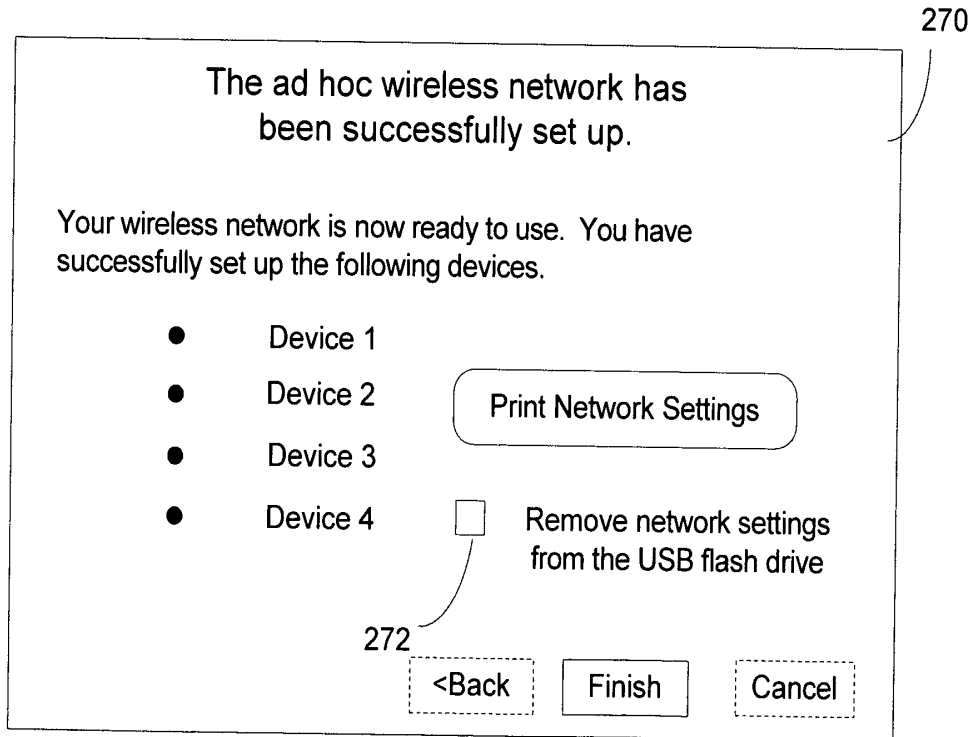 270
The ad hoc wireless network has
been successfully set up.
Your wireless network is now ready to use. You have
successfully set up the following devices.
● Device 1
● Device 2
Print Network Settings
● Device 3
● Device 4
Remove network settings
from the USB flash drive
272
<Back
Finish
Cancel